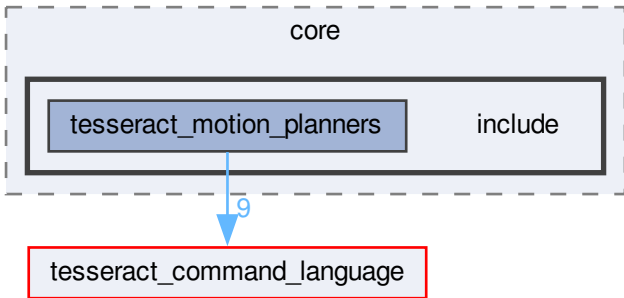 core
tesseract_motion_planners
include
9
tesseract_command_language